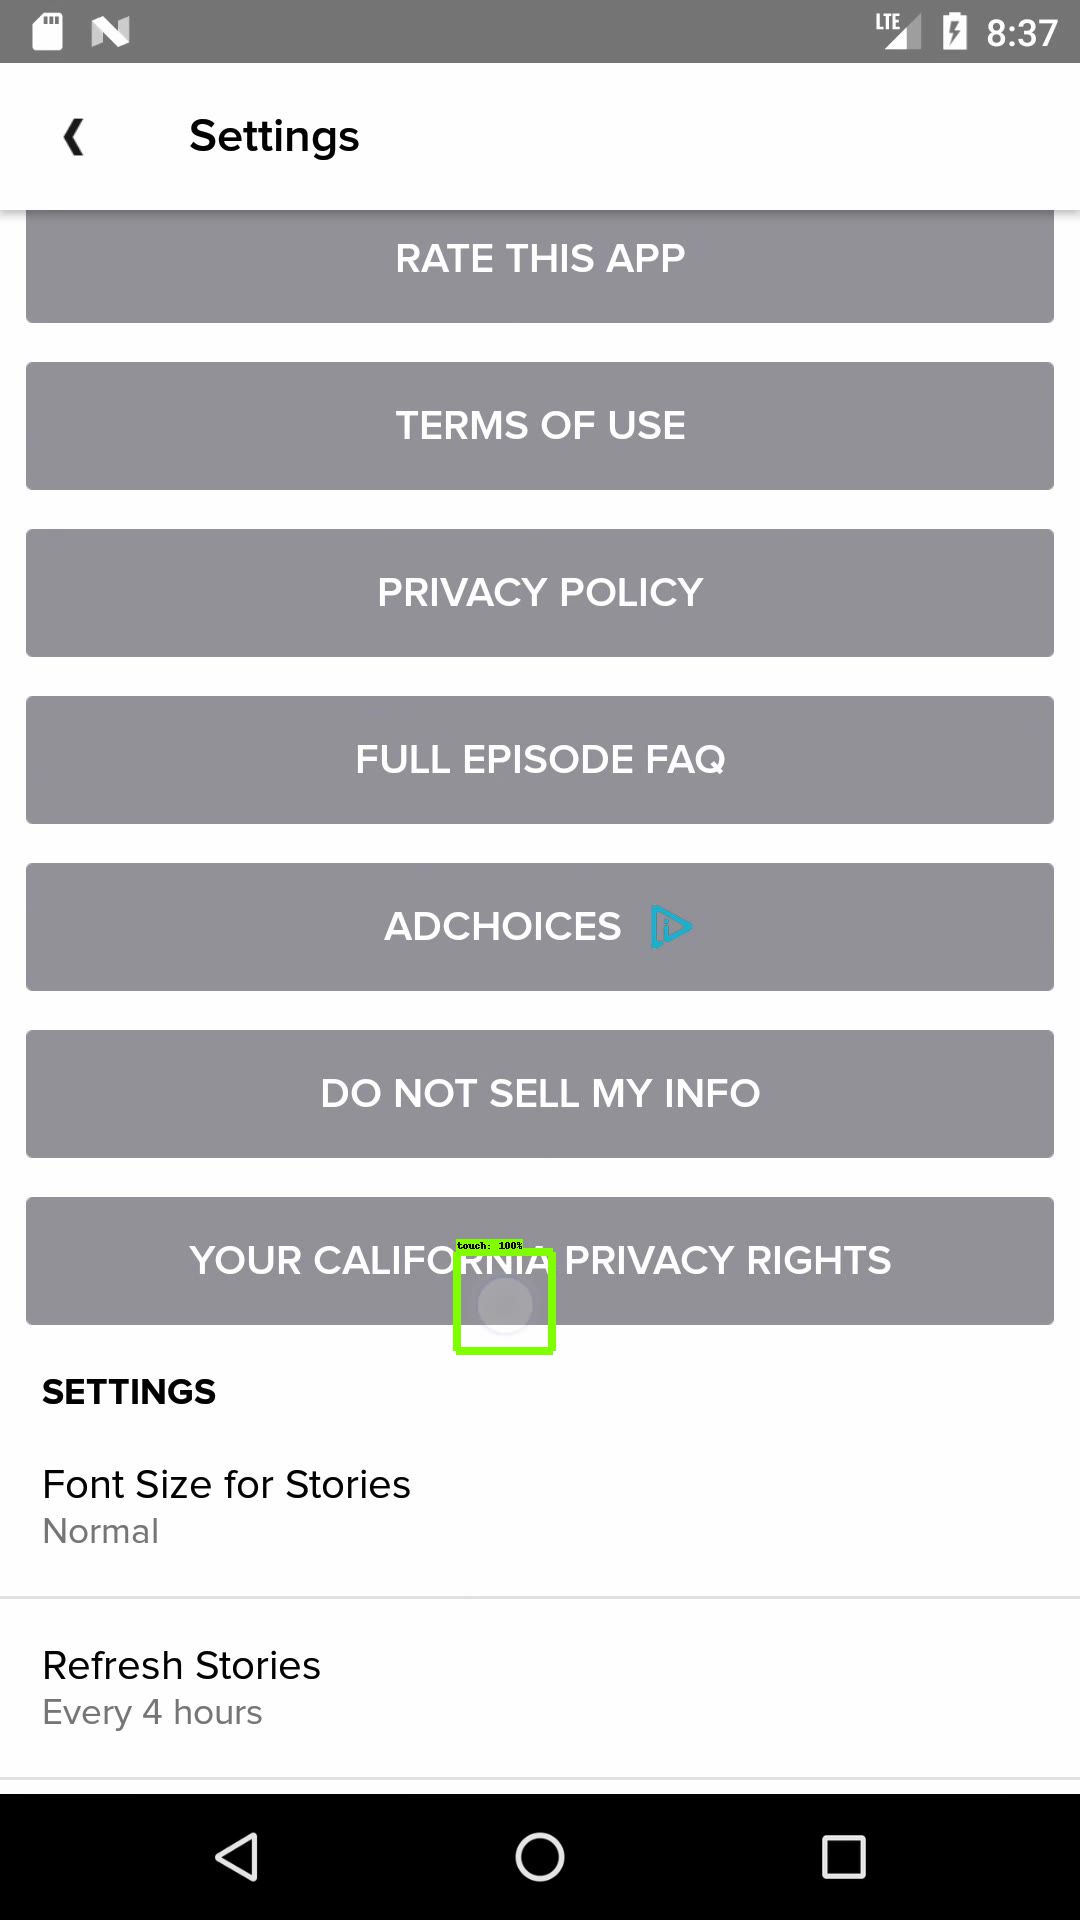 LTE 8:37
Settings
RATE THIS APP
TERMS OF USE
PRIVACY POLICY
FULL EPISODE FAQ
ADCHOICES
DO NOT SELL MY INFO
touch: 100%
YOUR CALIFORNIA PRIVACY RIGHTS
SETTINGS
Font Size for Stories
Normal
Refresh Stories
Every 4 hours